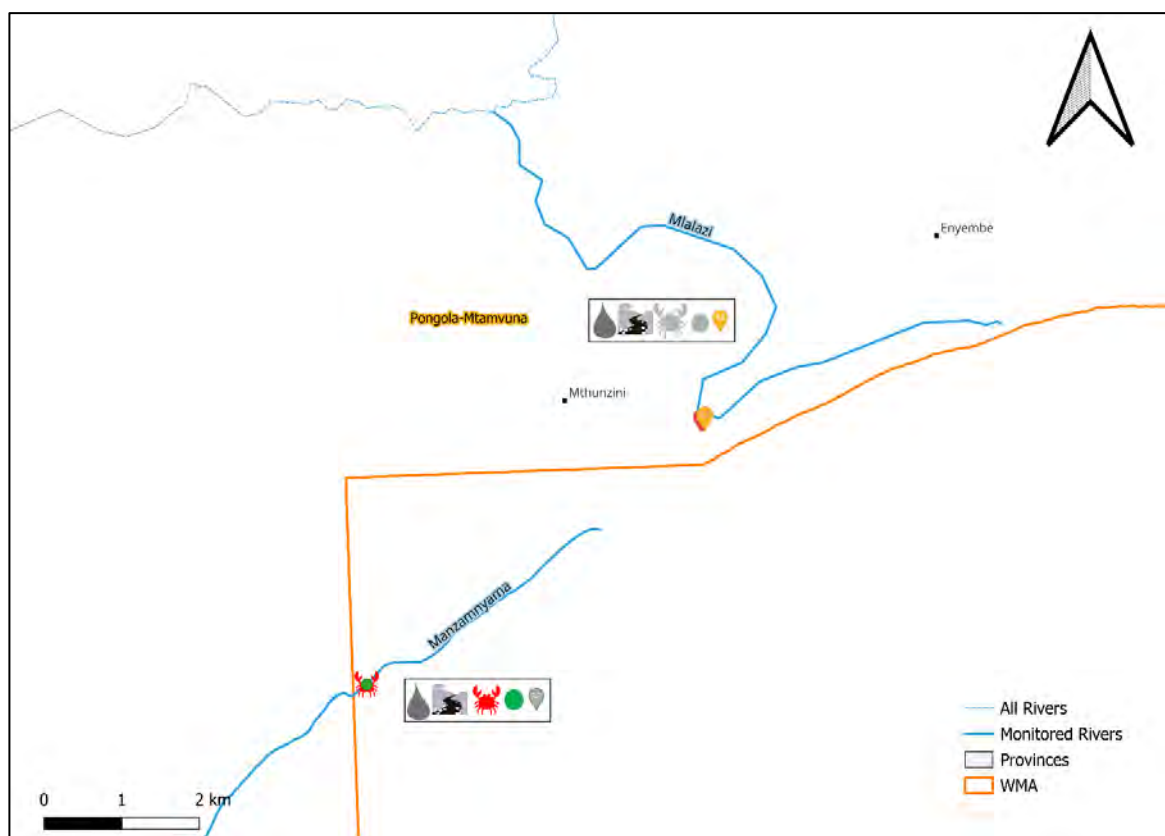 Mlalazi
Enyembe
Pongola-Mtamvuna
Mthunzini
Manzamnyama
All Rivers
Monitored Rivers
Provinces
WMA
0 1 2 km